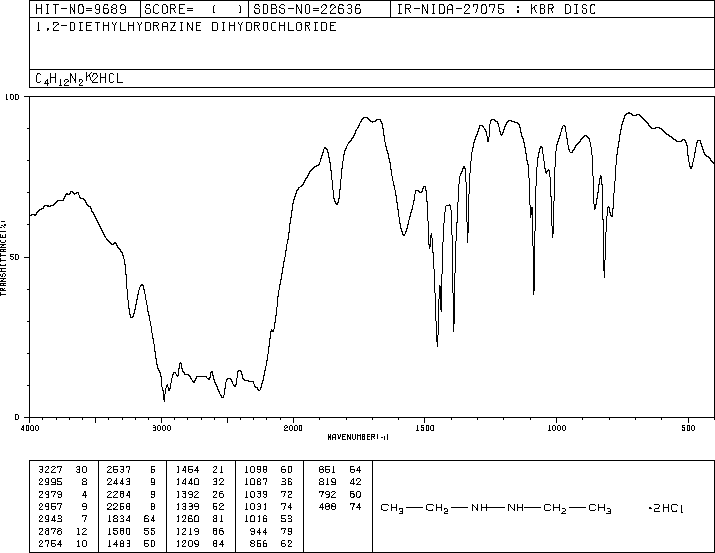 HIT-NO=9689 SCORE= ( ) SDBS-NO=22636 IR-NIDA-27075 : KBR DISC
1,2-DIETHYLHYDRAZINE DIHYDROCHLORIDE
C4H12N2K2HCL
100
50
0
TRANSMITTANCE(%)
4000 3000 2000 1500 1000 500
WAVENUMBER(-1)
3227 30 2537 6 1454 21 1098 60 851 64
2995 8 2443 9 1440 32 1087 36 819 42
2979 4 2284 9 1392 26 1039 72 792 60
2957 9 2258 8 1339 52 1031 74 488 74
2943 7 1834 64 1260 81 1016 53
2876 12 1580 55 1219 86 944 79
2764 10 1483 50 1209 84 856 62
CH3—CH2—NH—NH—CH2—CH3 ·2HCl